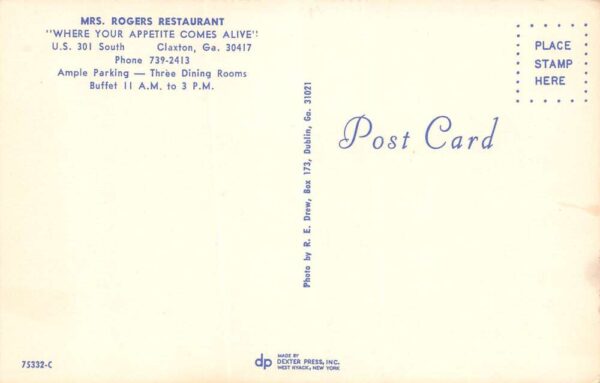 MRS. ROGERS RESTAURANT
"WHERE YOUR APPETITE COMES ALIVE"!
U.S. 301 South Claxton, Ga. 30417
Phone 739-2413
Ample Parking — Three Dining Rooms
Buffet 11 A.M. to 3 P.M.
Photo by R. E. Drew, Box 173, Dublin, Ga. 31021
PLACE
STAMP
HERE
Post Card
75332-C
dp
MADE BY
DEXTER PRESS, INC.
WEST NYACK, NEW YORK